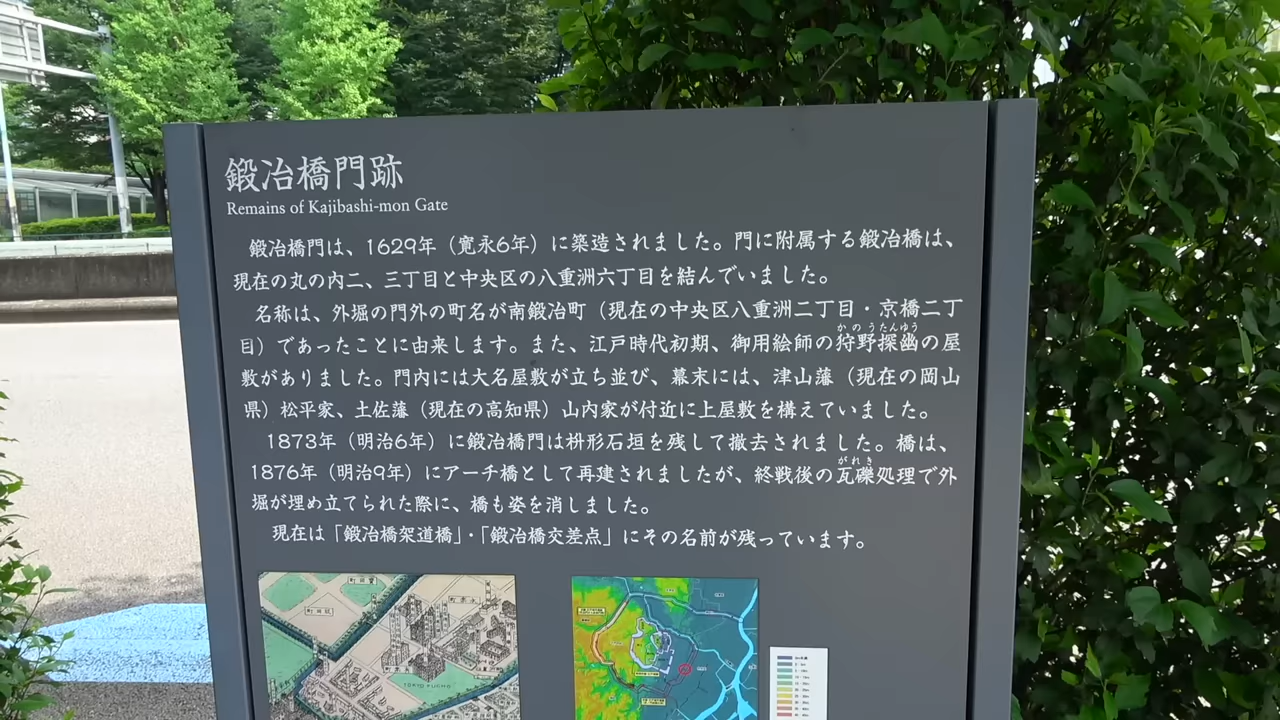 鍛冶橋門跡
Remains of Kajibashi-mon Gate
鍛冶橋門は、1629年（寛永6年）に築造されました。門に附属する鍛冶橋は、
現在の丸の内二、三丁目と中央区の八重洲六丁目を結んでいました。
名称は、外堀の門外の町名が南鍛冶町（現在の中央区八重洲二丁目・京橋二丁
かのうたんゆう
目）であったことに由来します。また、江戸時代初期、御用絵師の狩野探幽の屋
敷がありました。門内には大名屋敷が立ち並び、幕末には、津山藩（現在の岡山
県）松平家、土佐藩（現在の高知県）山内家が付近に上屋敷を構えていました。
1873年（明治6年）に鍛冶橋門は枡形石垣を残して撤去されました。橋は、
がれき
1876年（明治9年）にアーチ橋として再建されましたが、終戦後の瓦礫処理で外
堀が埋め立てられた際に、橋も姿を消しました。
現在は「鍛冶橋架道橋」・「鍛冶橋交差点」にその名前が残っています。
TOKIO FUCHO